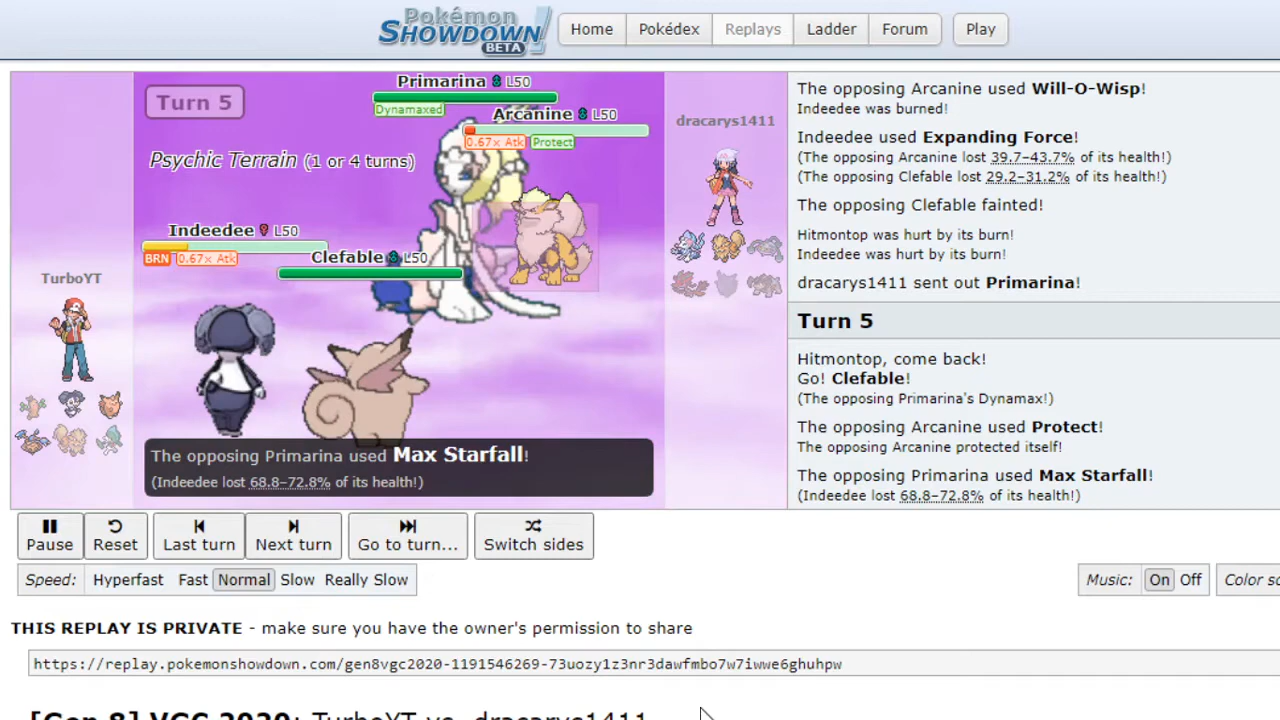 Pokémon
SHOWDOWN!
BETA
Home
Pokédex
Replays
Ladder
Forum
Play
Turn 5
Psychic Terrain (1 or 4 turns)
Primarina L50
Dynamaxed
Arcanine L50
0.67x Atk
Protect
Indeedee L50
BRN
0.67x Atk
Clefable L50
TurboYT
dracarys1411
The opposing Primarina used Max Starfall!
(Indeedee lost 68.8–72.8% of its health!)
The opposing Arcanine used Will-O-Wisp!
Indeedee was burned!
Indeedee used Expanding Force!
(The opposing Arcanine lost 39.7–43.7% of its health!)
(The opposing Clefable lost 29.2–31.2% of its health!)
The opposing Clefable fainted!
Hitmontop was hurt by its burn!
Indeedee was hurt by its burn!
dracarys1411 sent out Primarina!
Turn 5
Hitmontop, come back!
Go! Clefable!
(The opposing Primarina's Dynamax!)
The opposing Arcanine used Protect!
The opposing Arcanine protected itself!
The opposing Primarina used Max Starfall!
(Indeedee lost 68.8–72.8% of its health!)
Pause
Reset
Last turn
Next turn
Go to turn...
Switch sides
Speed: Hyperfast Fast Normal Slow Really Slow
Music: On Off
Color sc
THIS REPLAY IS PRIVATE - make sure you have the owner's permission to share
https://replay.pokemonshowdown.com/gen8vgc2020-1191546269-73uozy1z3nr3dawfmbo7w7iwwe6ghuhpw
[Gen 8] VGC 2020: TurboYT vs. dracarys1411